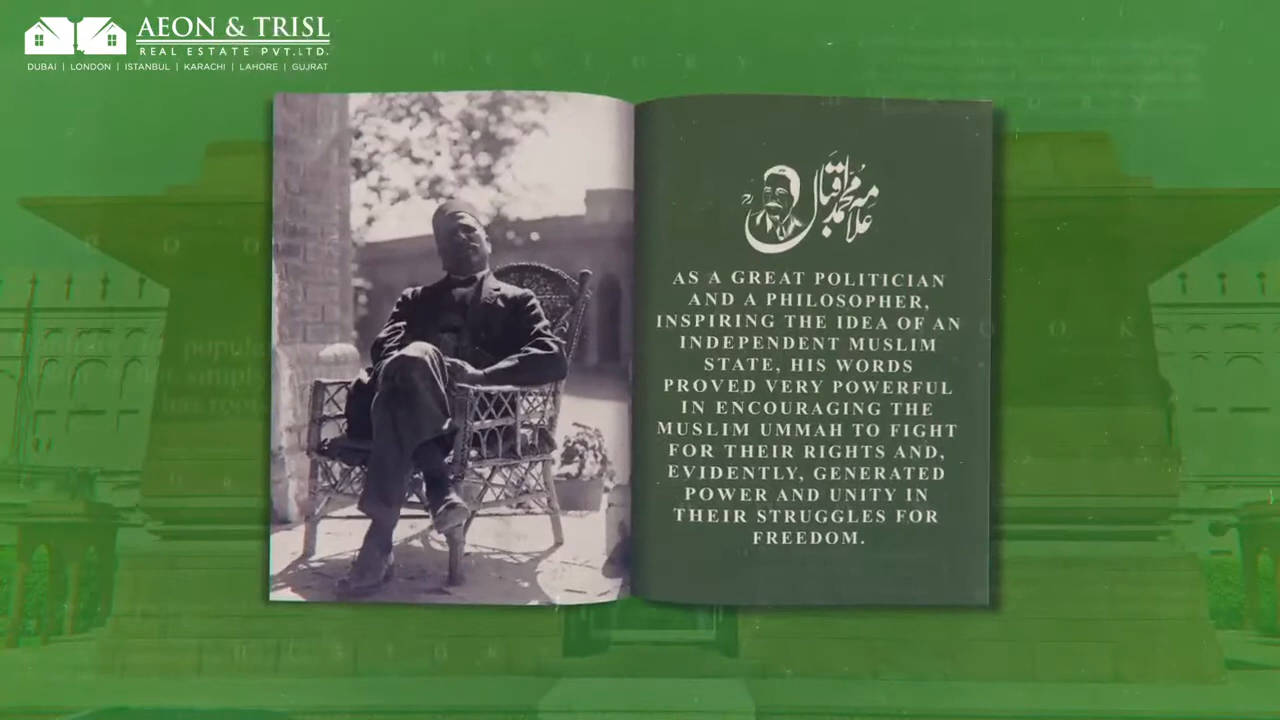 AEON & TRISL
REAL ESTATE PVT.LTD.
DUBAI | LONDON | ISTANBUL | KARACHI | LAHORE | GUJRAT
علامہ محمد اقبال
AS A GREAT POLITICIAN
AND A PHILOSOPHER,
INSPIRING THE IDEA OF AN
INDEPENDENT MUSLIM
STATE, HIS WORDS
PROVED VERY POWERFUL
IN ENCOURAGING THE
MUSLIM UMMAH TO FIGHT
FOR THEIR RIGHTS AND,
EVIDENTLY, GENERATED
POWER AND UNITY IN
THEIR STRUGGLES FOR
FREEDOM.